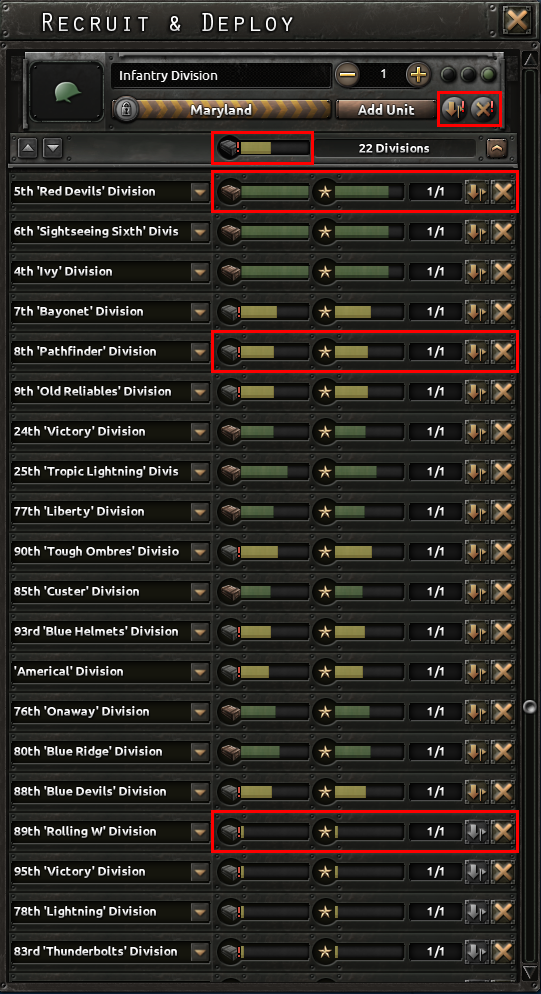 Recruit & Deploy
Infantry Division
1
Maryland
Add Unit
22 Divisions
5th 'Red Devils' Division 1/1
6th 'Sightseeing Sixth' Divis 1/1
4th 'Ivy' Division 1/1
7th 'Bayonet' Division 1/1
8th 'Pathfinder' Division 1/1
9th 'Old Reliables' Division 1/1
24th 'Victory' Division 1/1
25th 'Tropic Lightning' Divis 1/1
77th 'Liberty' Division 1/1
90th 'Tough Ombres' Divisio 1/1
85th 'Custer' Division 1/1
93rd 'Blue Helmets' Division 1/1
'Americal' Division 1/1
76th 'Onaway' Division 1/1
80th 'Blue Ridge' Division 1/1
88th 'Blue Devils' Division 1/1
89th 'Rolling W' Division 1/1
95th 'Victory' Division 1/1
78th 'Lightning' Division 1/1
83rd 'Thunderbolts' Division 1/1